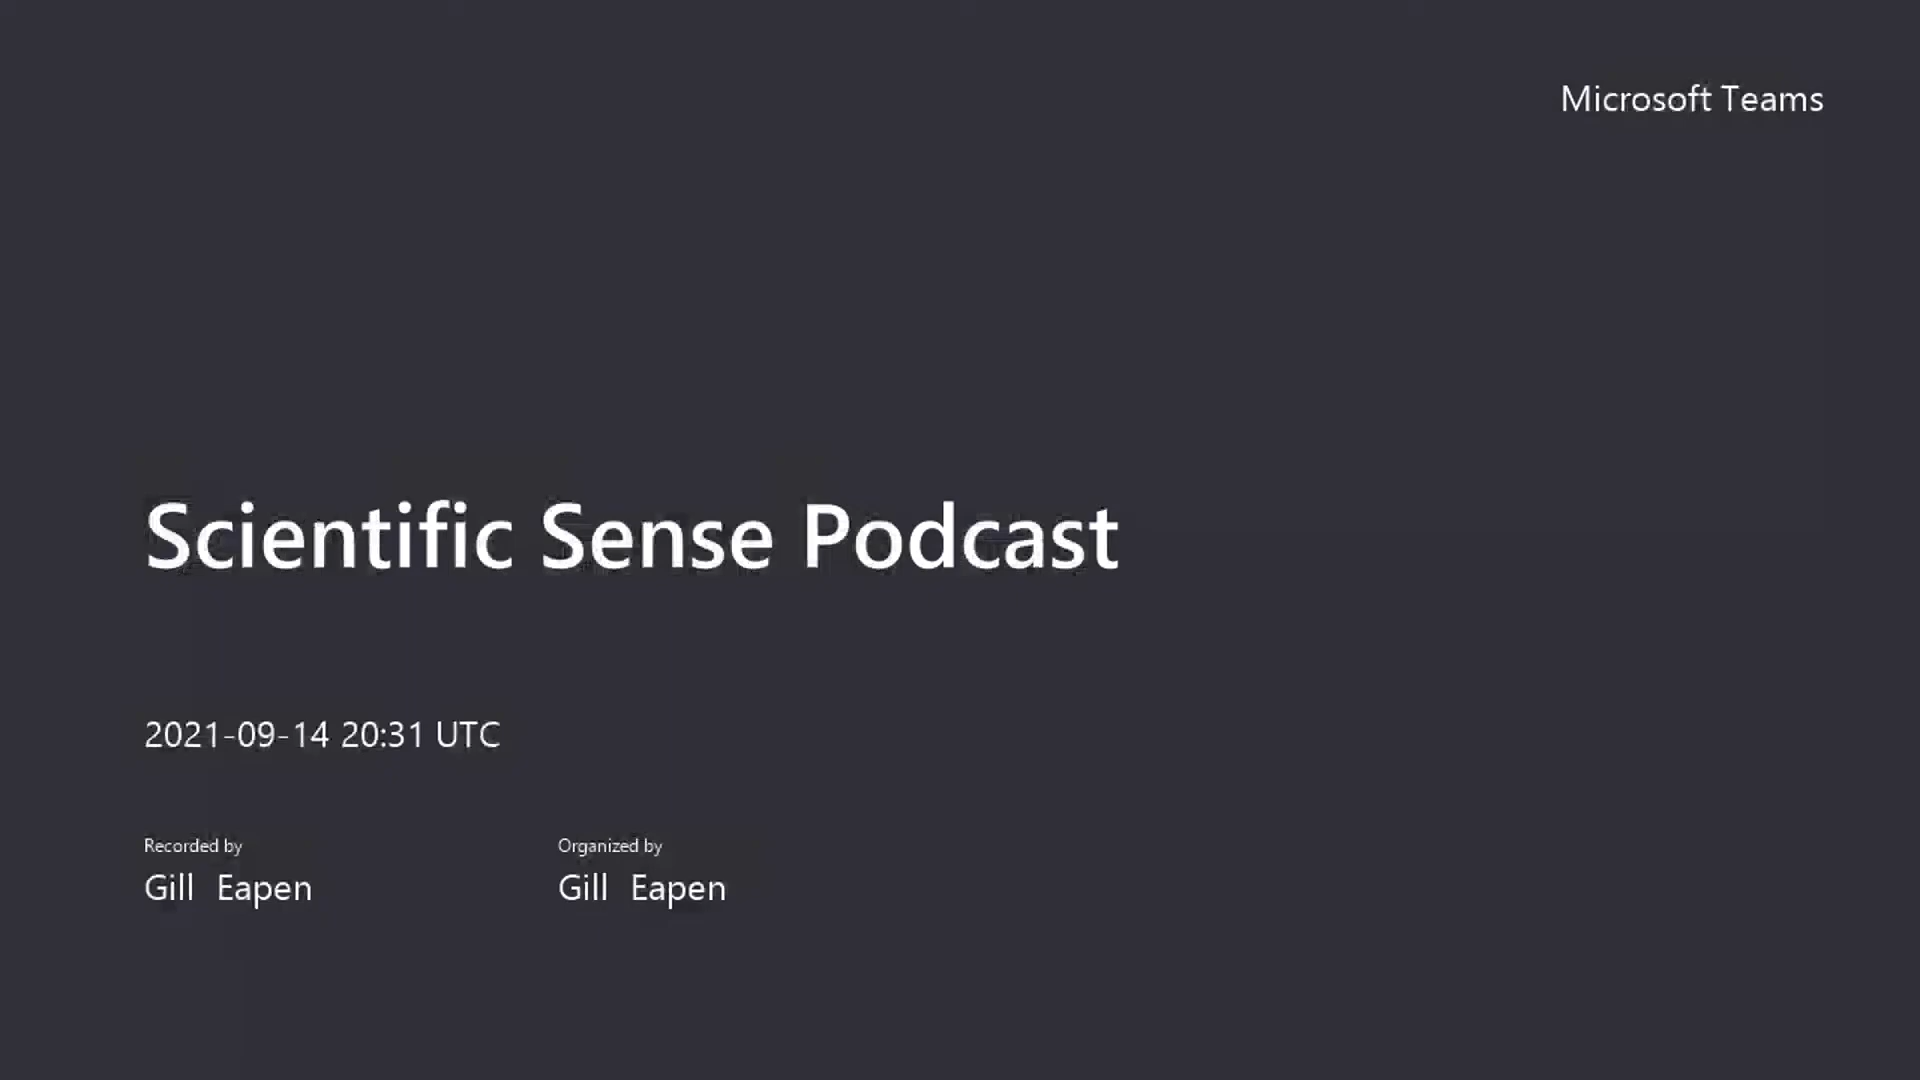 Microsoft Teams
Scientific Sense Podcast
2021-09-14 20:31 UTC
Recorded by
Gill Eapen
Organized by
Gill Eapen